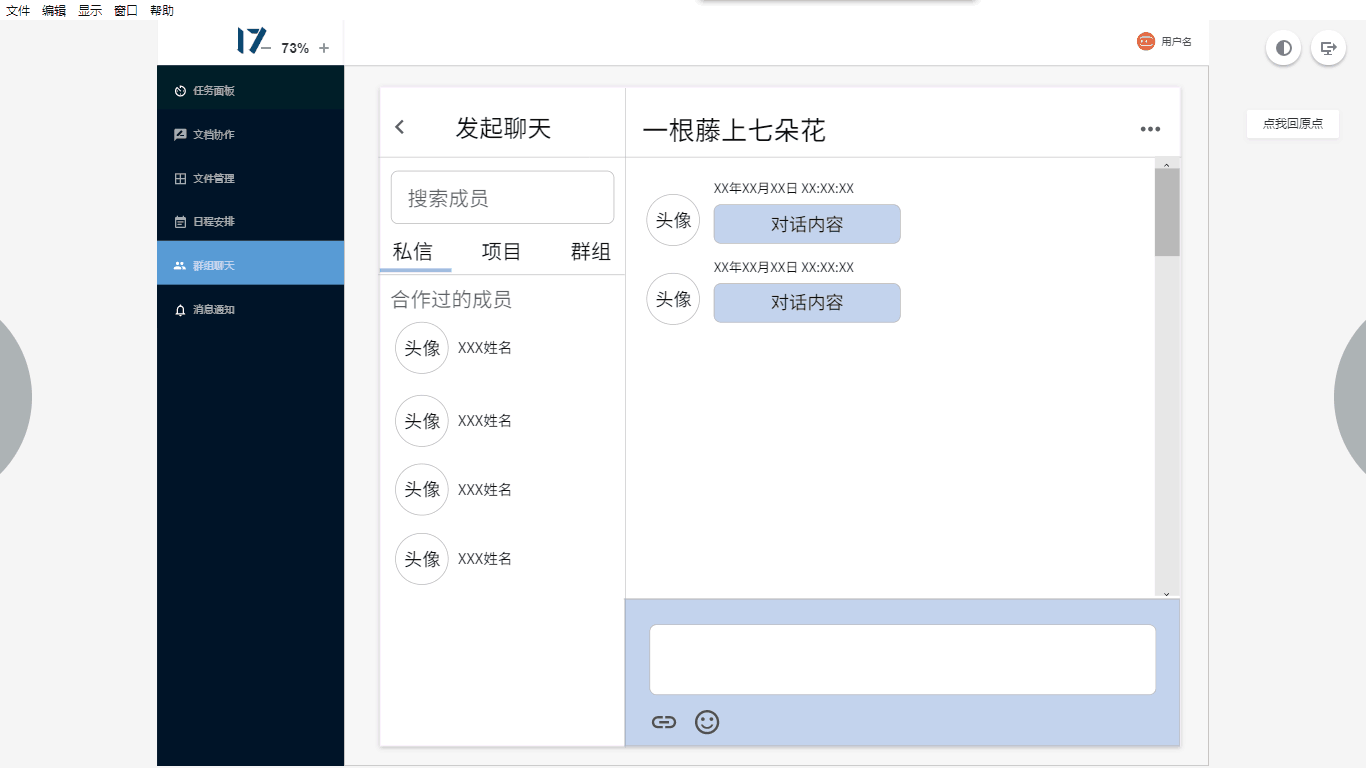 文件 编辑 显示 窗口 帮助
17
73%
用户名
点我回原点
任务面板
文档协作
文件管理
日程安排
群组聊天
消息通知
发起聊天
搜索成员
私信 项目 群组
合作过的成员
头像 XXX姓名
头像 XXX姓名
头像 XXX姓名
头像 XXX姓名
一根藤上七朵花
XX年XX月XX日 XX:XX:XX
头像 对话内容
XX年XX月XX日 XX:XX:XX
头像 对话内容